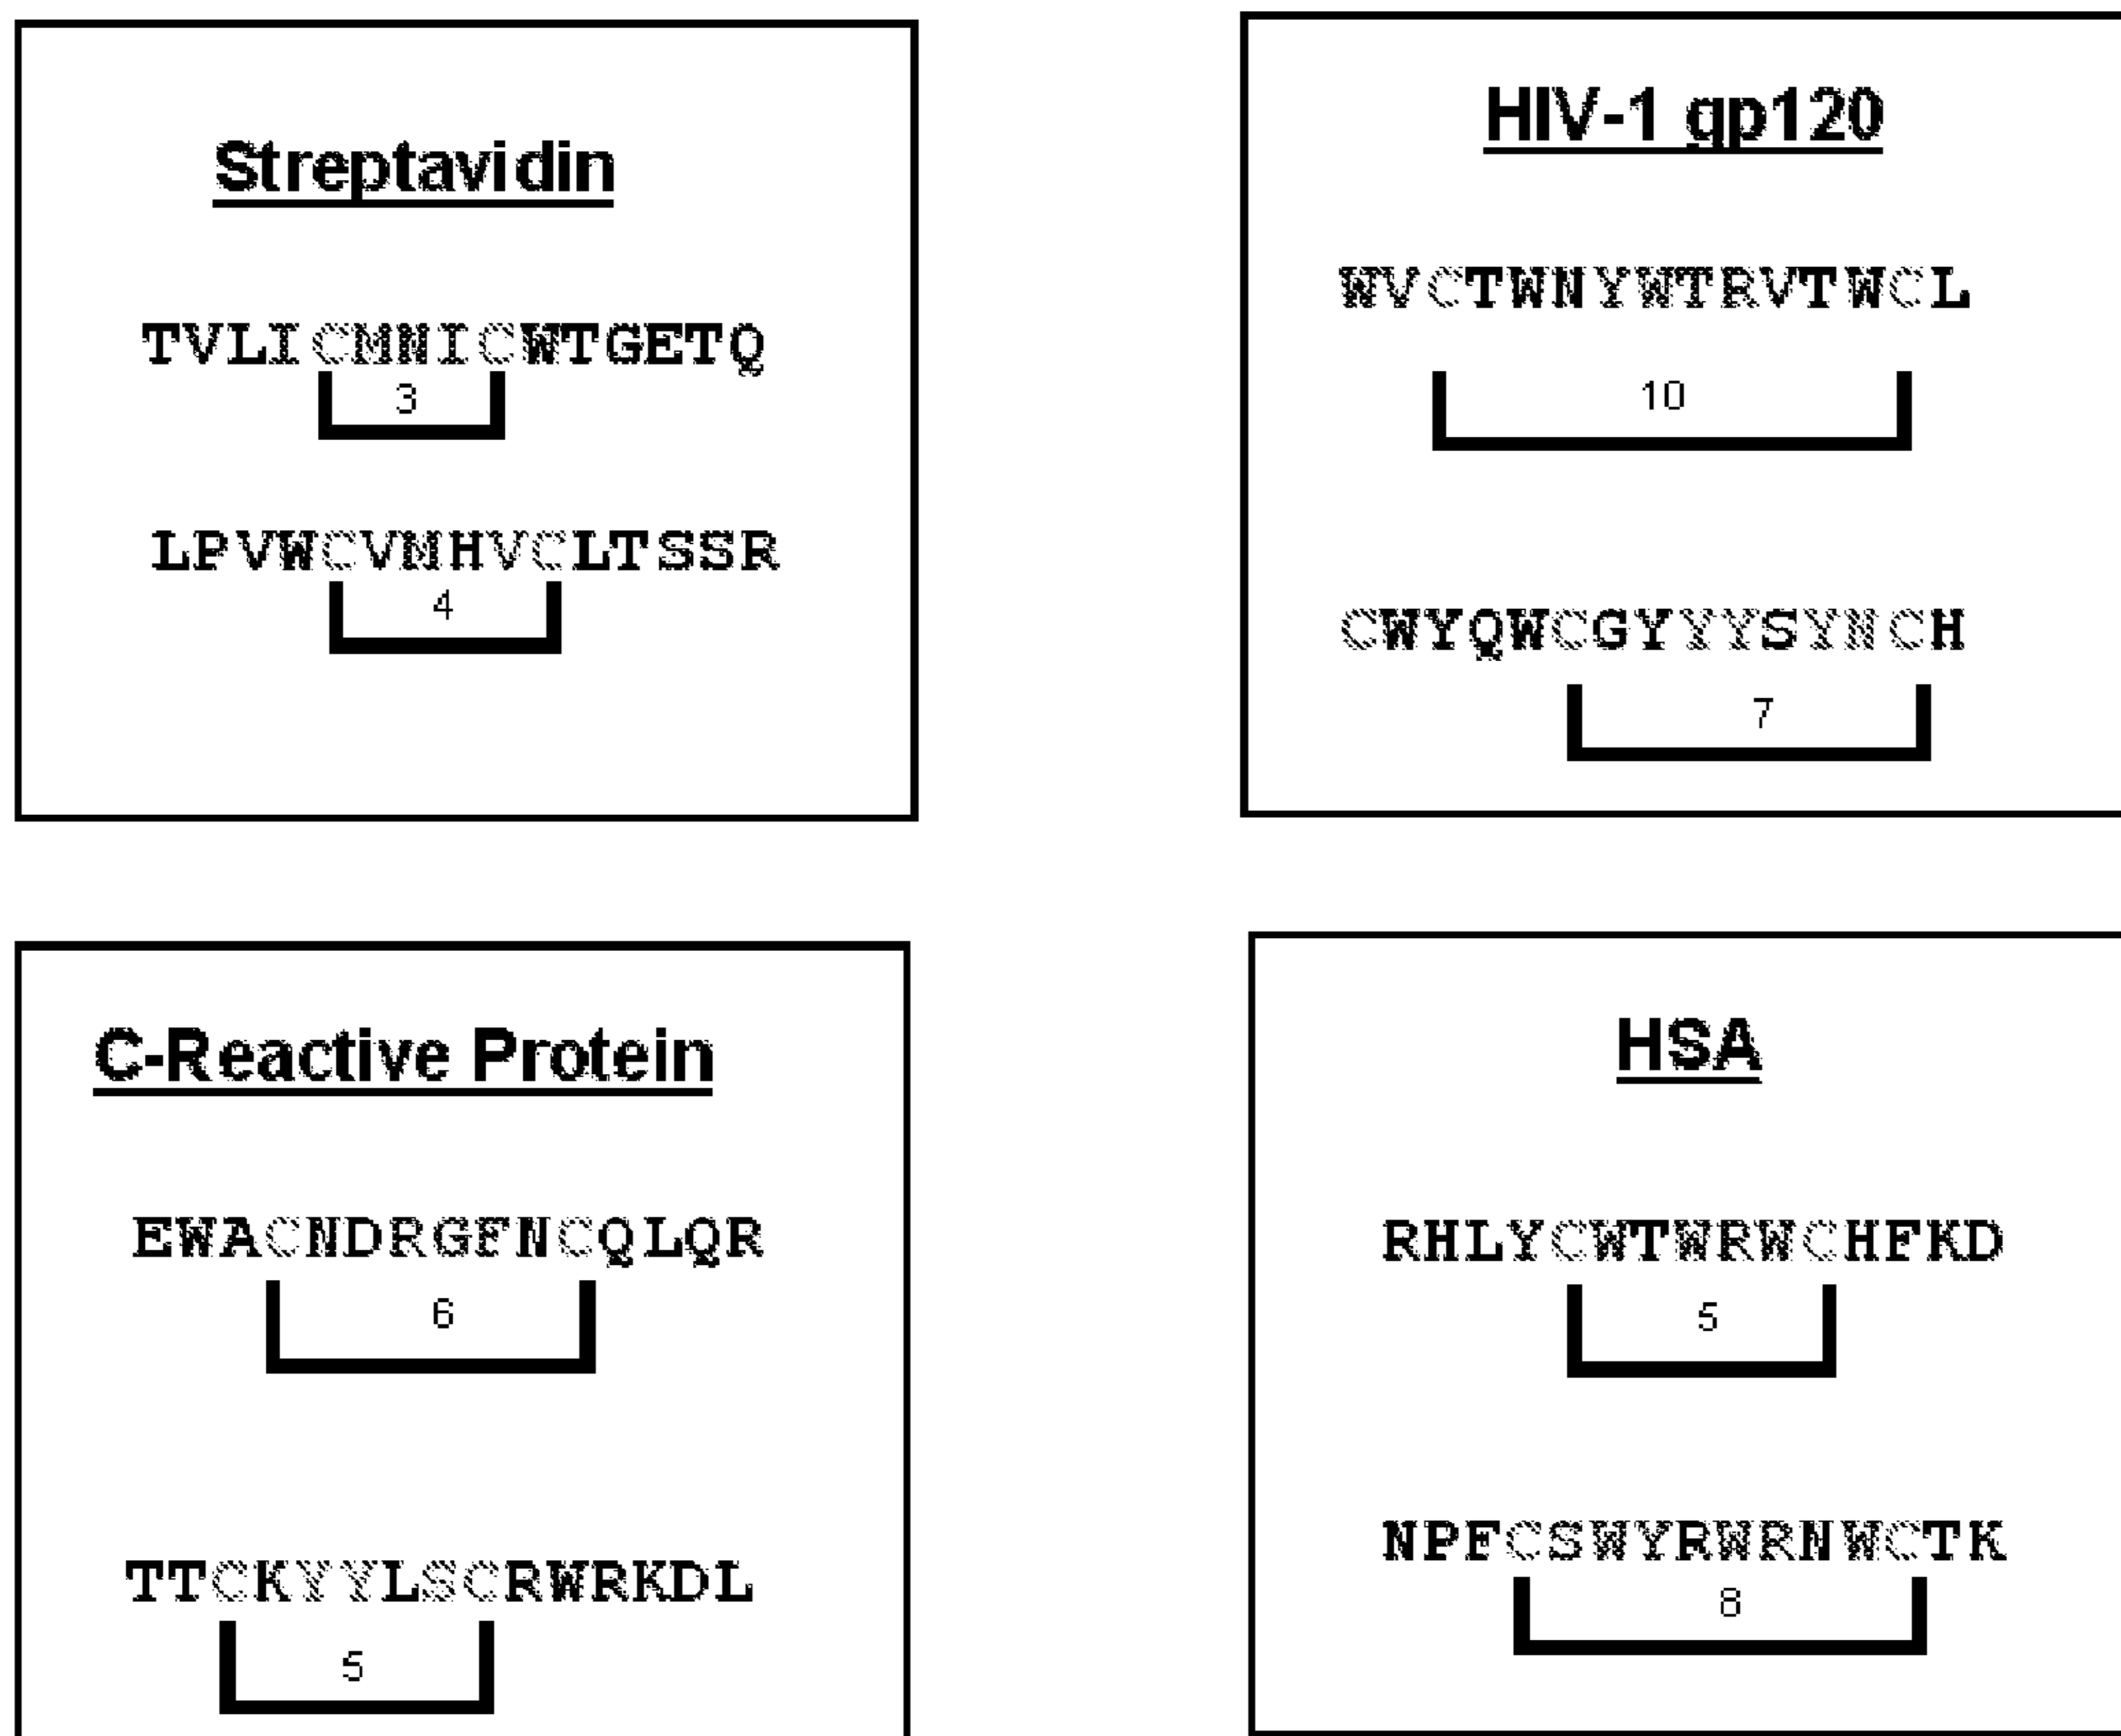 Streptavidin
TVLICMNICWTGETQ
3
LPVWCVNHVCLTSSR
4
HIV-1 gp120
WVCTWNYWTRVTWCL
10
CWYQWCGYYYSYNCH
7
C-Reactive Protein
EWACNDRGFNCQLQR
6
TTCKYYLSCRWRKDL
5
HSA
RHLYCWTWRWCHFKD
5
NPFCSWYRWRNWCTK
8